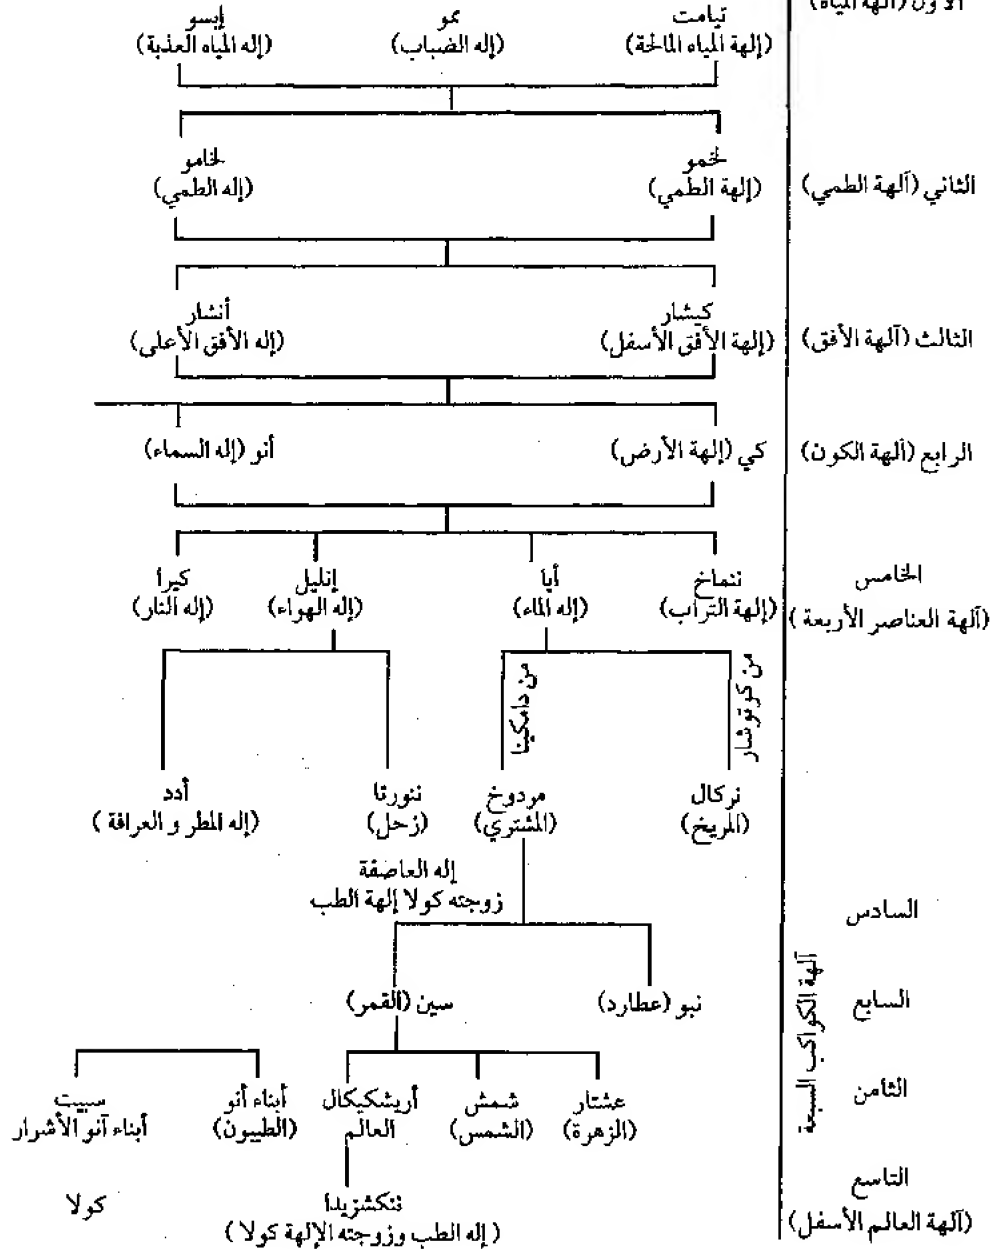 الأول (آلهة المياه)
تيامت
(إلهة المياه المالحة)
ممو
(إله الضباب)
إبسو
(إله المياه العذبة)
الثاني (آلهة الطمي)
لخمو
(إلهة الطمي)
لخامو
(إله الطمي)
الثالث (آلهة الأفق)
كيشار
(إلهة الأفق الأسفل)
أنشار
(إله الأفق الأعلى)
الرابع (آلهة الكون)
كي (إلهة الأرض)
أنو (إله السماء)
الخامس
(آلهة العناصر الأربعة)
ننماخ
(إلهة التراب)
أيا
(إله الماء)
إنليل
(إله الهواء)
كيرا
(إله النار)
من كوتوشار
من دامكينا
نركال
(المريخ)
مردوخ
(المشتري)
ننورتا
(زحل)
أدد
(إله المطر و العرافة)
إله العاصفة
زوجته كولا إلهة الطب
السادس
آلهة الكواكب السبعة
السابع
نبو (عطارد)
سين (القمر)
الثامن
عشتار
(الزهرة)
شمش
(الشمس)
أريشكيكال
العالم
أبناء أنو
(الطيبون)
سبيت
أبناء آنو الأشرار
التاسع
(آلهة العالم الأسفل)
ننكشزيدا
(إله الطب وزوجته الإلهة كولا)
كولا